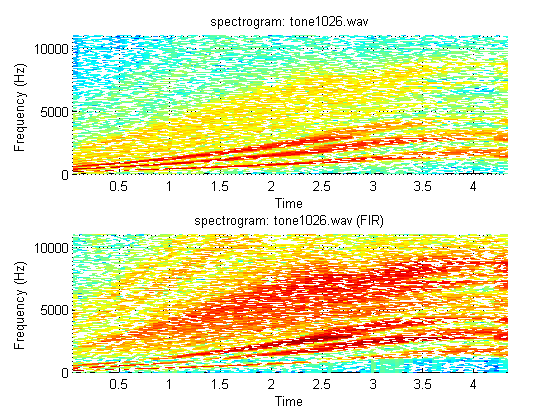 spectrogram: tone1026.wav
10000
5000
0
Frequency (Hz)
0.5 1 1.5 2 2.5 3 3.5 4
Time
spectrogram: tone1026.wav (FIR)
10000
5000
0
Frequency (Hz)
0.5 1 1.5 2 2.5 3 3.5 4
Time